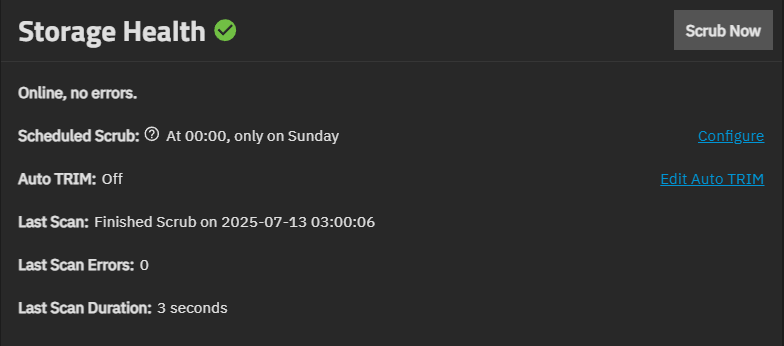 Storage Health
Scrub Now
Online, no errors.
Scheduled Scrub: ? At 00:00, only on Sunday
Configure
Auto TRIM: Off
Edit Auto TRIM
Last Scan: Finished Scrub on 2025-07-13 03:00:06
Last Scan Errors: 0
Last Scan Duration: 3 seconds